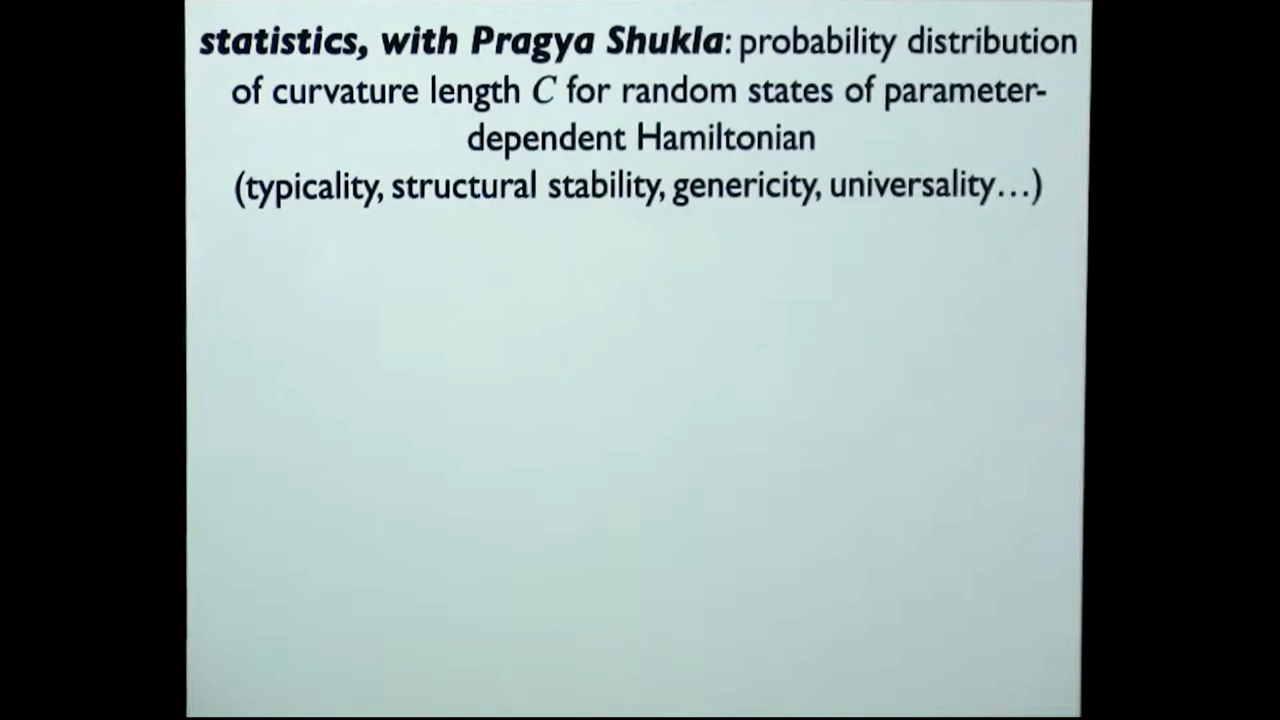 statistics, with Pragya Shukla: probability distribution
of curvature length C for random states of parameter-
dependent Hamiltonian
(typicality, structural stability, genericity, universality…)